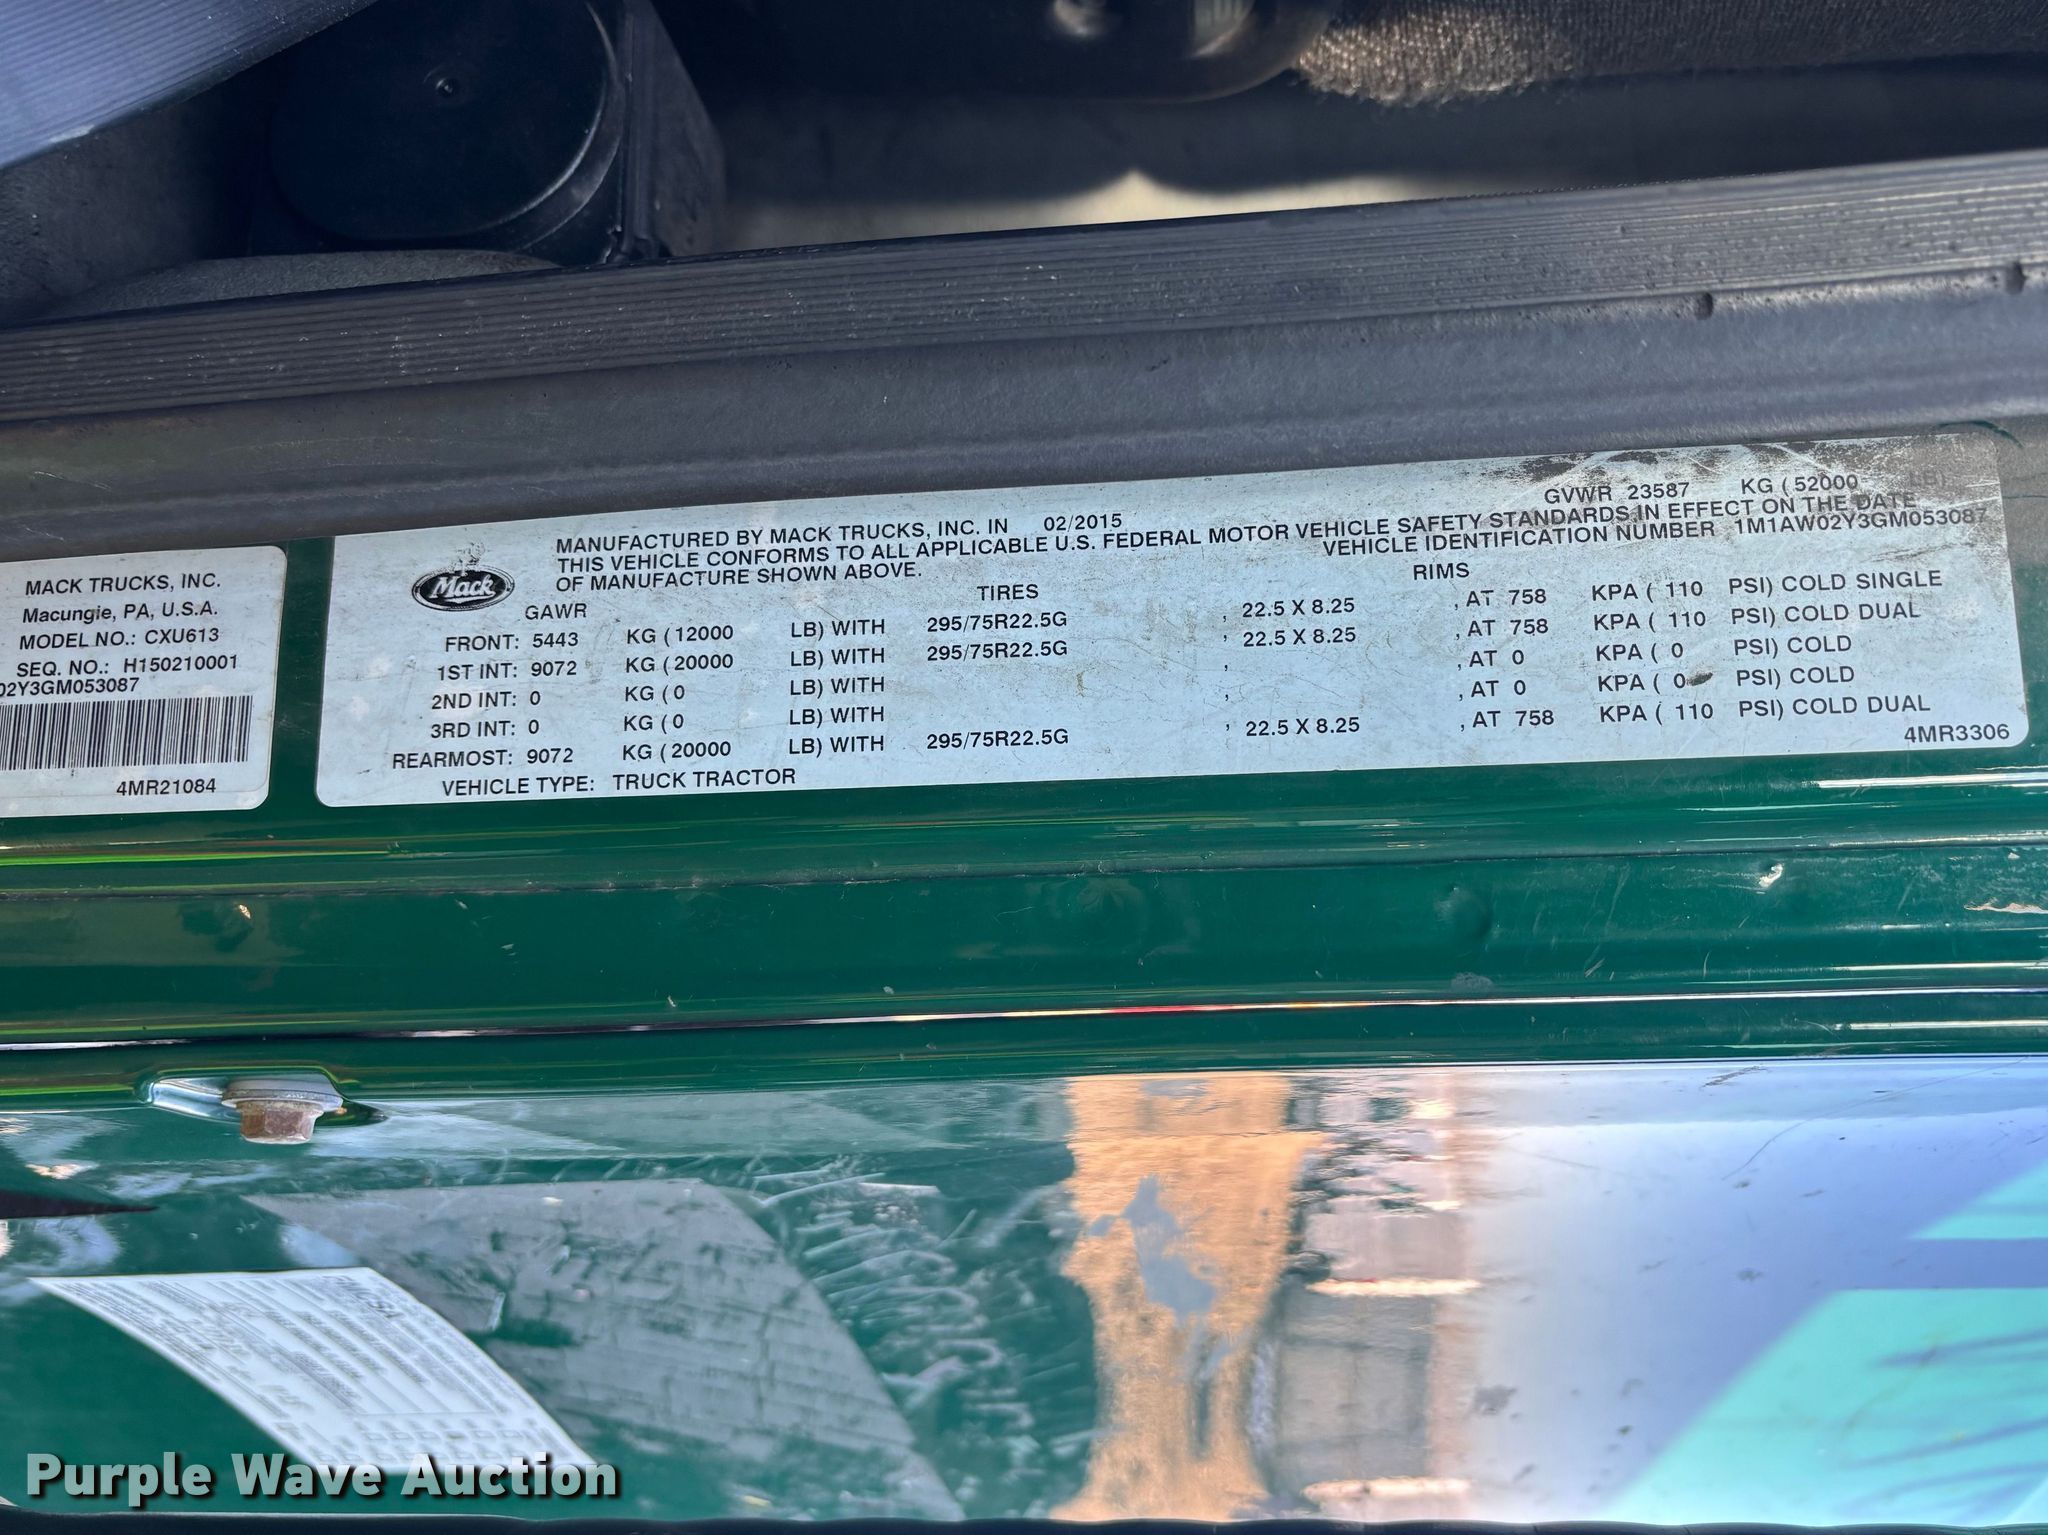 MACK TRUCKS, INC.
Macungie, PA, U.S.A.
MODEL NO.: CXU613
SEQ. NO.: H150210001
02Y3GM053087
4MR21084
Mack
MANUFACTURED BY MACK TRUCKS, INC. IN 02/2015 GVWR 23587 KG (52000 LB)
THIS VEHICLE CONFORMS TO ALL APPLICABLE U.S. FEDERAL MOTOR VEHICLE SAFETY STANDARDS IN EFFECT ON THE DATE
OF MANUFACTURE SHOWN ABOVE. VEHICLE IDENTIFICATION NUMBER 1M1AW02Y3GM053087
GAWR TIRES RIMS
FRONT: 5443 KG (12000 LB) WITH 295/75R22.5G , 22.5 X 8.25 , AT 758 KPA ( 110 PSI) COLD SINGLE
1ST INT: 9072 KG (20000 LB) WITH 295/75R22.5G , 22.5 X 8.25 , AT 758 KPA ( 110 PSI) COLD DUAL
2ND INT: 0 KG (0 LB) WITH , , AT 0 KPA ( 0 PSI) COLD
3RD INT: 0 KG (0 LB) WITH , , AT 0 KPA ( 0 PSI) COLD
REARMOST: 9072 KG (20000 LB) WITH 295/75R22.5G , 22.5 X 8.25 , AT 758 KPA ( 110 PSI) COLD DUAL
VEHICLE TYPE: TRUCK TRACTOR 4MR3306
Purple Wave Auction